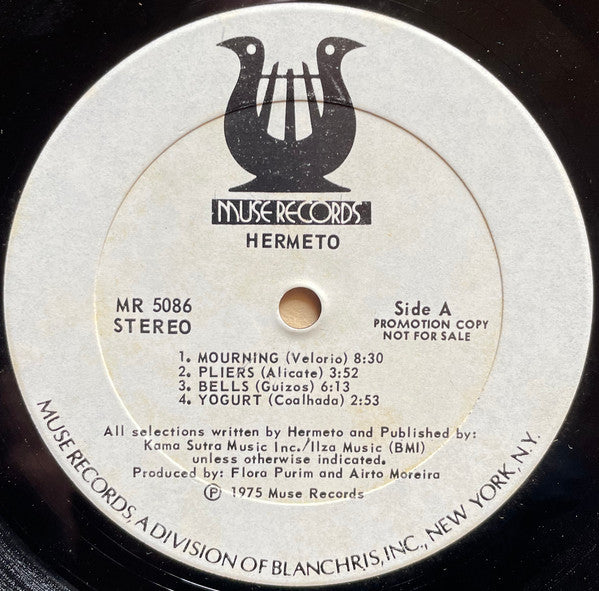 MUSE RECORDS
HERMETO
MR 5086
STEREO
Side A
PROMOTION COPY
NOT FOR SALE
1. MOURNING (Velorio) 8:30
2. PLIERS (Alicate) 3:52
3. BELLS (Guizos) 6:13
4. YOGURT (Coalhada) 2:53
All selections written by Hermeto and Published by:
Kama Sutra Music Inc./Ilza Music (BMI)
unless otherwise indicated.
Produced by: Flora Purim and Airto Moreira
Ⓟ 1975 Muse Records
MUSE RECORDS, A DIVISION OF BLANCHRIS, INC., NEW YORK, N.Y.